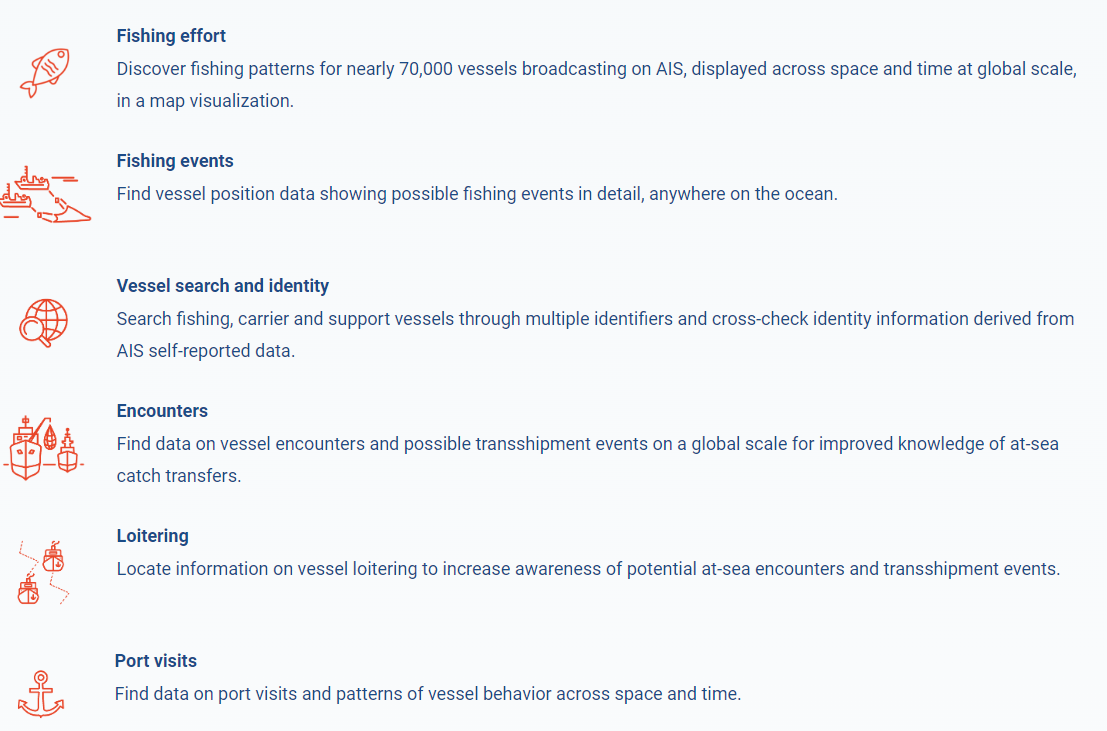 Fishing effort
Discover fishing patterns for nearly 70,000 vessels broadcasting on AIS, displayed across space and time at global scale,
in a map visualization.
Fishing events
Find vessel position data showing possible fishing events in detail, anywhere on the ocean.
Vessel search and identity
Search fishing, carrier and support vessels through multiple identifiers and cross-check identity information derived from
AIS self-reported data.
Encounters
Find data on vessel encounters and possible transshipment events on a global scale for improved knowledge of at-sea
catch transfers.
Loitering
Locate information on vessel loitering to increase awareness of potential at-sea encounters and transshipment events.
Port visits
Find data on port visits and patterns of vessel behavior across space and time.